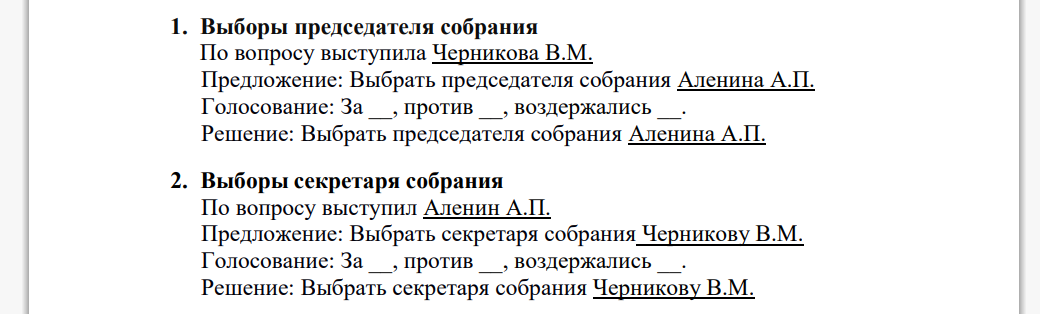 1. Выборы председателя собрания
По вопросу выступила Черникова В.М.
Предложение: Выбрать председателя собрания Аленина А.П.
Голосование: За __, против __, воздержались __.
Решение: Выбрать председателя собрания Аленина А.П.
2. Выборы секретаря собрания
По вопросу выступил Аленин А.П.
Предложение: Выбрать секретаря собрания Черникову В.М.
Голосование: За __, против __, воздержались __.
Решение: Выбрать секретаря собрания Черникову В.М.